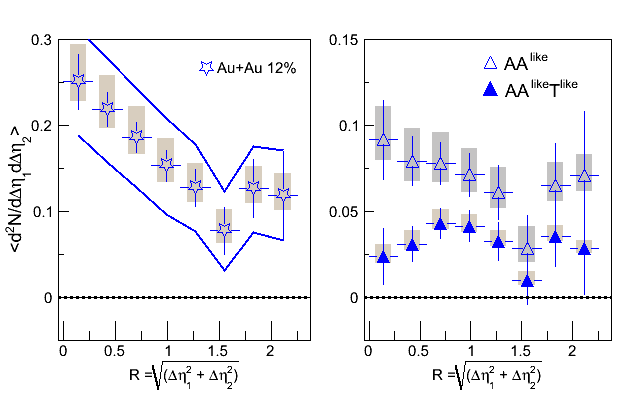 <d²N/dΔη₁dΔη₂>
0.3
0.2
0.1
0
Au+Au 12%
0 0.5 1 1.5 2
R =√(Δη₁² + Δη₂²)
0.15
0.1
0.05
0
AA^like
AA^likeT^like
0 0.5 1 1.5 2
R =√(Δη₁² + Δη₂²)